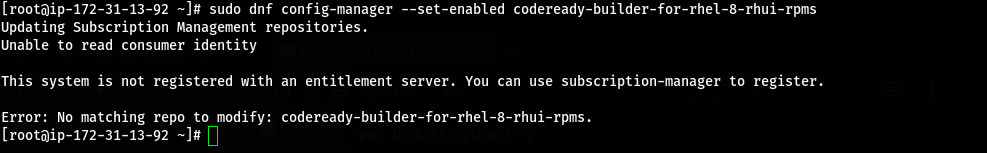 [root@ip-172-31-13-92 ~]# sudo dnf config-manager --set-enabled codeready-builder-for-rhel-8-rhui-rpms
Updating Subscription Management repositories.
Unable to read consumer identity
This system is not registered with an entitlement server. You can use subscription-manager to register.
Error: No matching repo to modify: codeready-builder-for-rhel-8-rhui-rpms.
[root@ip-172-31-13-92 ~]#